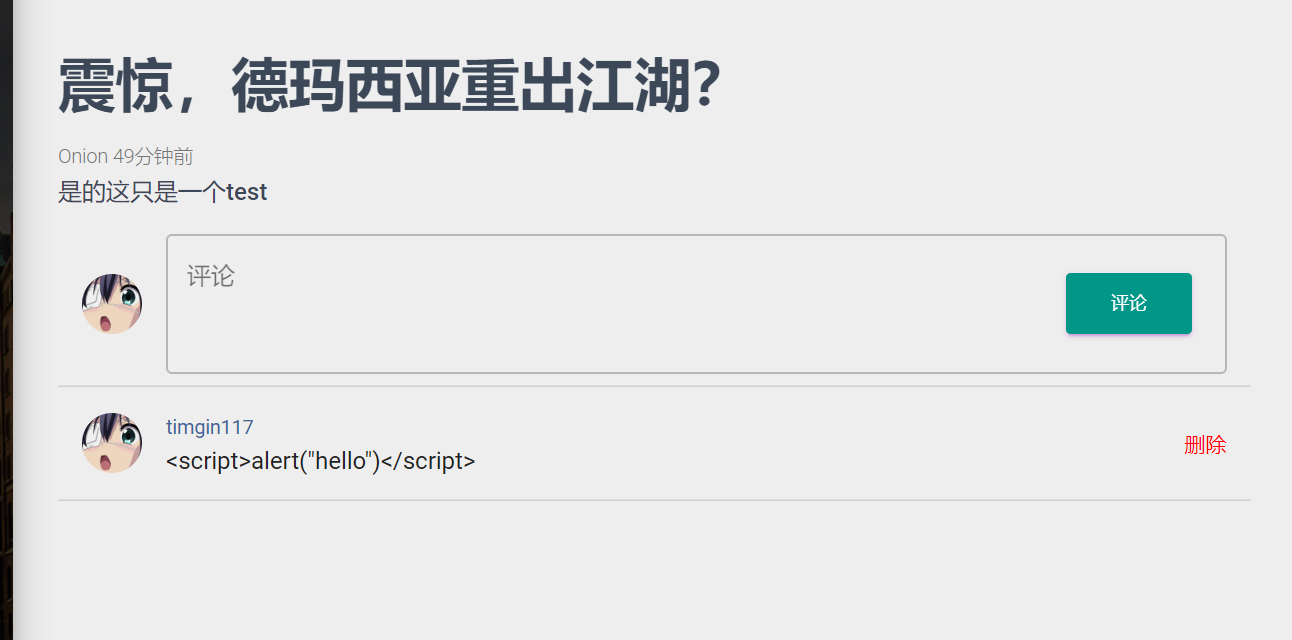 震惊，德玛西亚重出江湖？
Onion 49分钟前
是的这只是一个test
评论
评论
timgin117
<script>alert("hello")</script>
删除